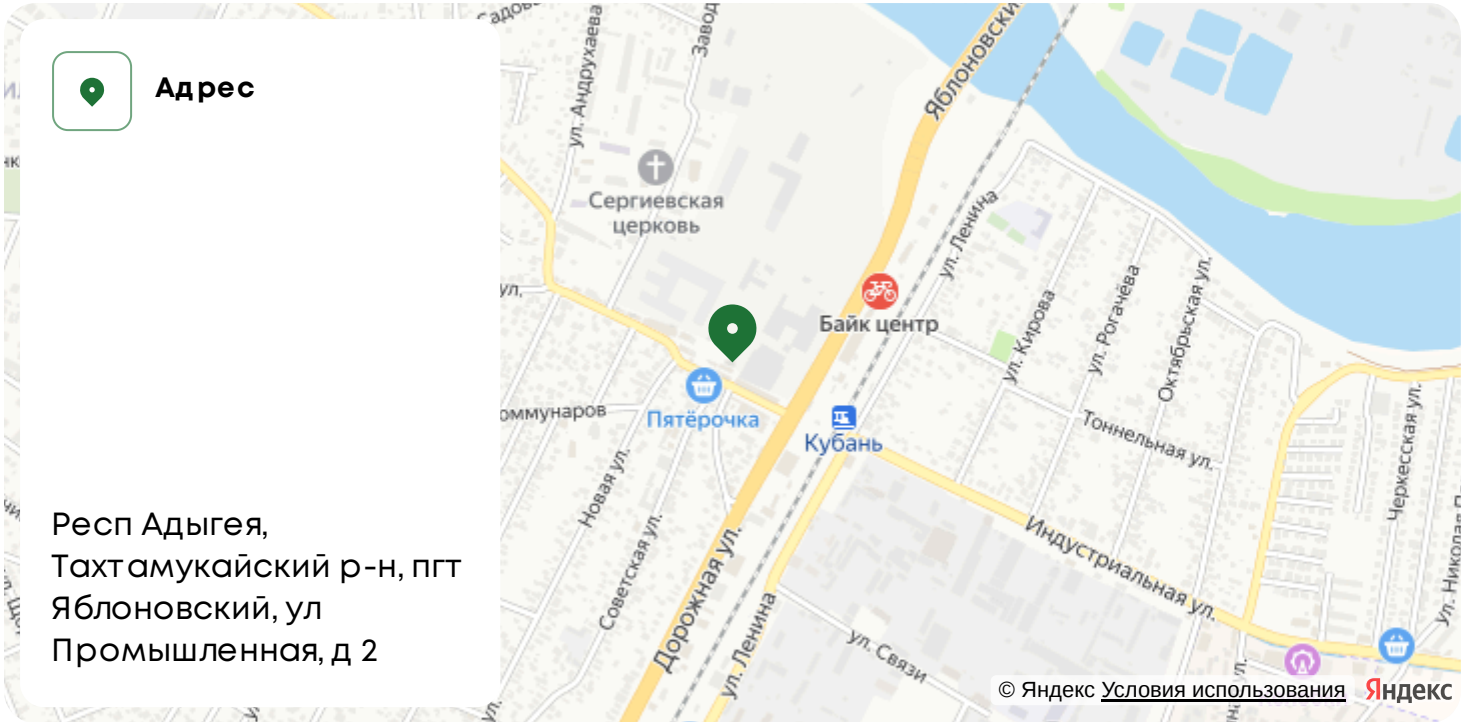 Адрес
Респ Адыгея,
Тахтамукайский р-н, пгт
Яблоновский, ул
Промышленная, д 2
ул. Андрухаева
Сергиевская
церковь
ул. Ленина
Байк центр
ул. Кирова
ул. Рогачёва
Октябрьская ул.
Пятёрочка
Кубань
Тоннельная ул.
Черкесская ул.
Новая ул.
Советская ул.
Дорожная ул.
Индустриальная ул.
ул. Ленина
ул. Связи
© Яндекс Условия использования Яндекс